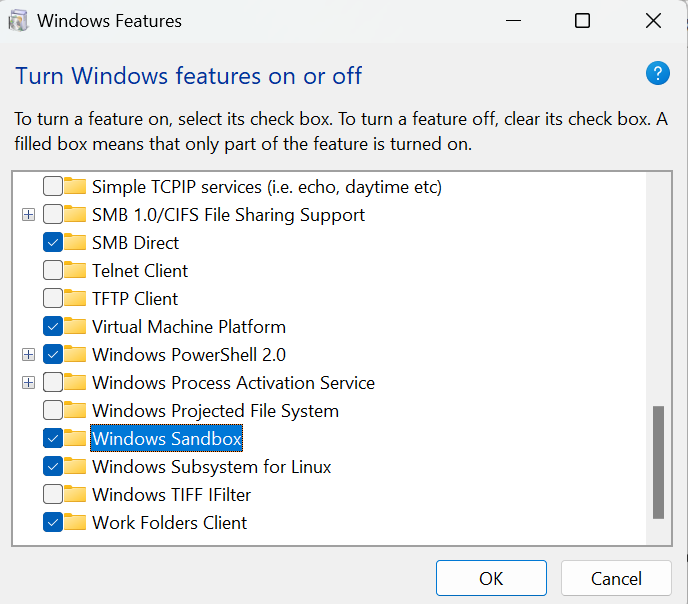 Windows Features
Turn Windows features on or off
?
To turn a feature on, select its check box. To turn a feature off, clear its check box. A
filled box means that only part of the feature is turned on.
Simple TCPIP services (i.e. echo, daytime etc)
SMB 1.0/CIFS File Sharing Support
SMB Direct
Telnet Client
TFTP Client
Virtual Machine Platform
Windows PowerShell 2.0
Windows Process Activation Service
Windows Projected File System
Windows Sandbox
Windows Subsystem for Linux
Windows TIFF IFilter
Work Folders Client
OK Cancel